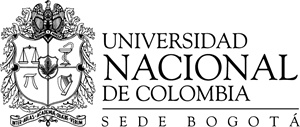 UNIVERSIDAD
NACIONAL
DE COLOMBIA
SEDE BOGOTÁ